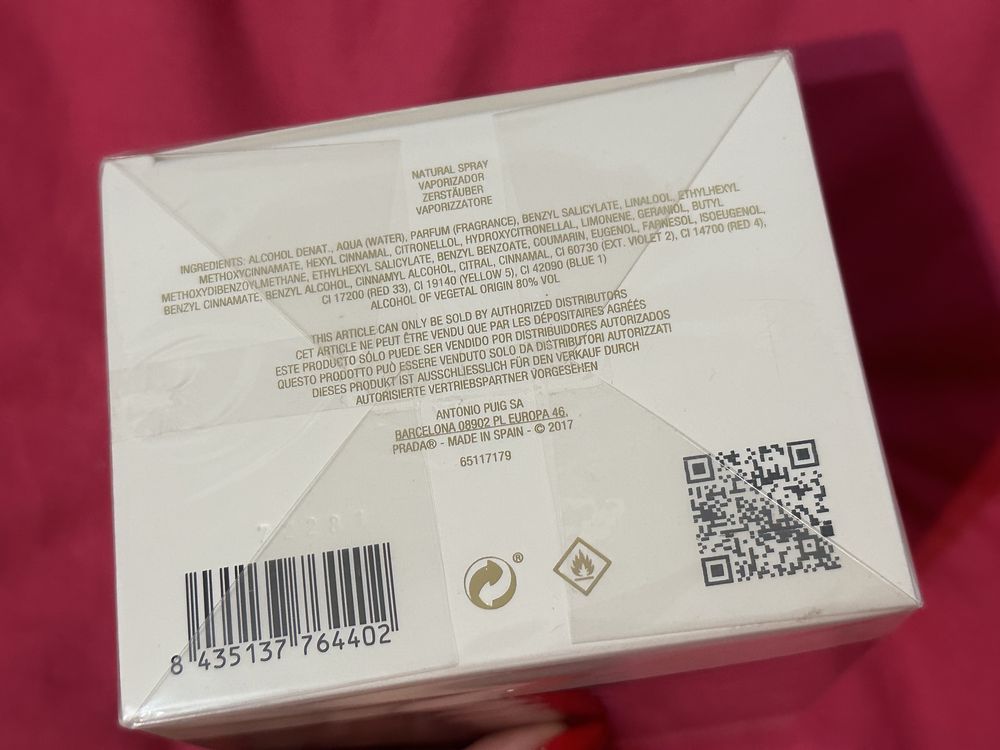 NATURAL SPRAY
VAPORIZADOR
ZERSTÄUBER
VAPORIZZATORE
INGREDIENTS: ALCOHOL DENAT., AQUA (WATER), PARFUM (FRAGRANCE), BENZYL SALICYLATE, LINALOOL, ETHYLHEXYL
METHOXYCINNAMATE, HEXYL CINNAMAL, CITRONELLOL, HYDROXYCITRONELLAL, LIMONENE, GERANIOL, BUTYL
METHOXYDIBENZOYLMETHANE, ETHYLHEXYL SALICYLATE, BENZYL BENZOATE, COUMARIN, EUGENOL, FARNESOL, ISOEUGENOL,
BENZYL CINNAMATE, BENZYL ALCOHOL, CINNAMYL ALCOHOL, CITRAL, CINNAMAL, CI 60730 (EXT. VIOLET 2), CI 14700 (RED 4),
CI 17200 (RED 33), CI 19140 (YELLOW 5), CI 42090 (BLUE 1)
ALCOHOL OF VEGETAL ORIGIN 80% VOL
THIS ARTICLE CAN ONLY BE SOLD BY AUTHORIZED DISTRIBUTORS
CET ARTICLE NE PEUT ÊTRE VENDU QUE PAR LES DÉPOSITAIRES AGRÉÉS
ESTE PRODUCTO SÓLO PUEDE SER VENDIDO POR DISTRIBUIDORES AUTORIZADOS
QUESTO PRODOTTO PUÒ ESSERE VENDUTO SOLO DA DISTRIBUTORI AUTORIZZATI
DIESES PRODUKT IST AUSSCHLIESSLICH FÜR DEN VERKAUF DURCH
AUTORISIERTE VERTRIEBSPARTNER VORGESEHEN
ANTONIO PUIG SA
BARCELONA 08902 PL EUROPA 46,
PRADA® - MADE IN SPAIN - © 2017
65117179
®
8 435137 764402